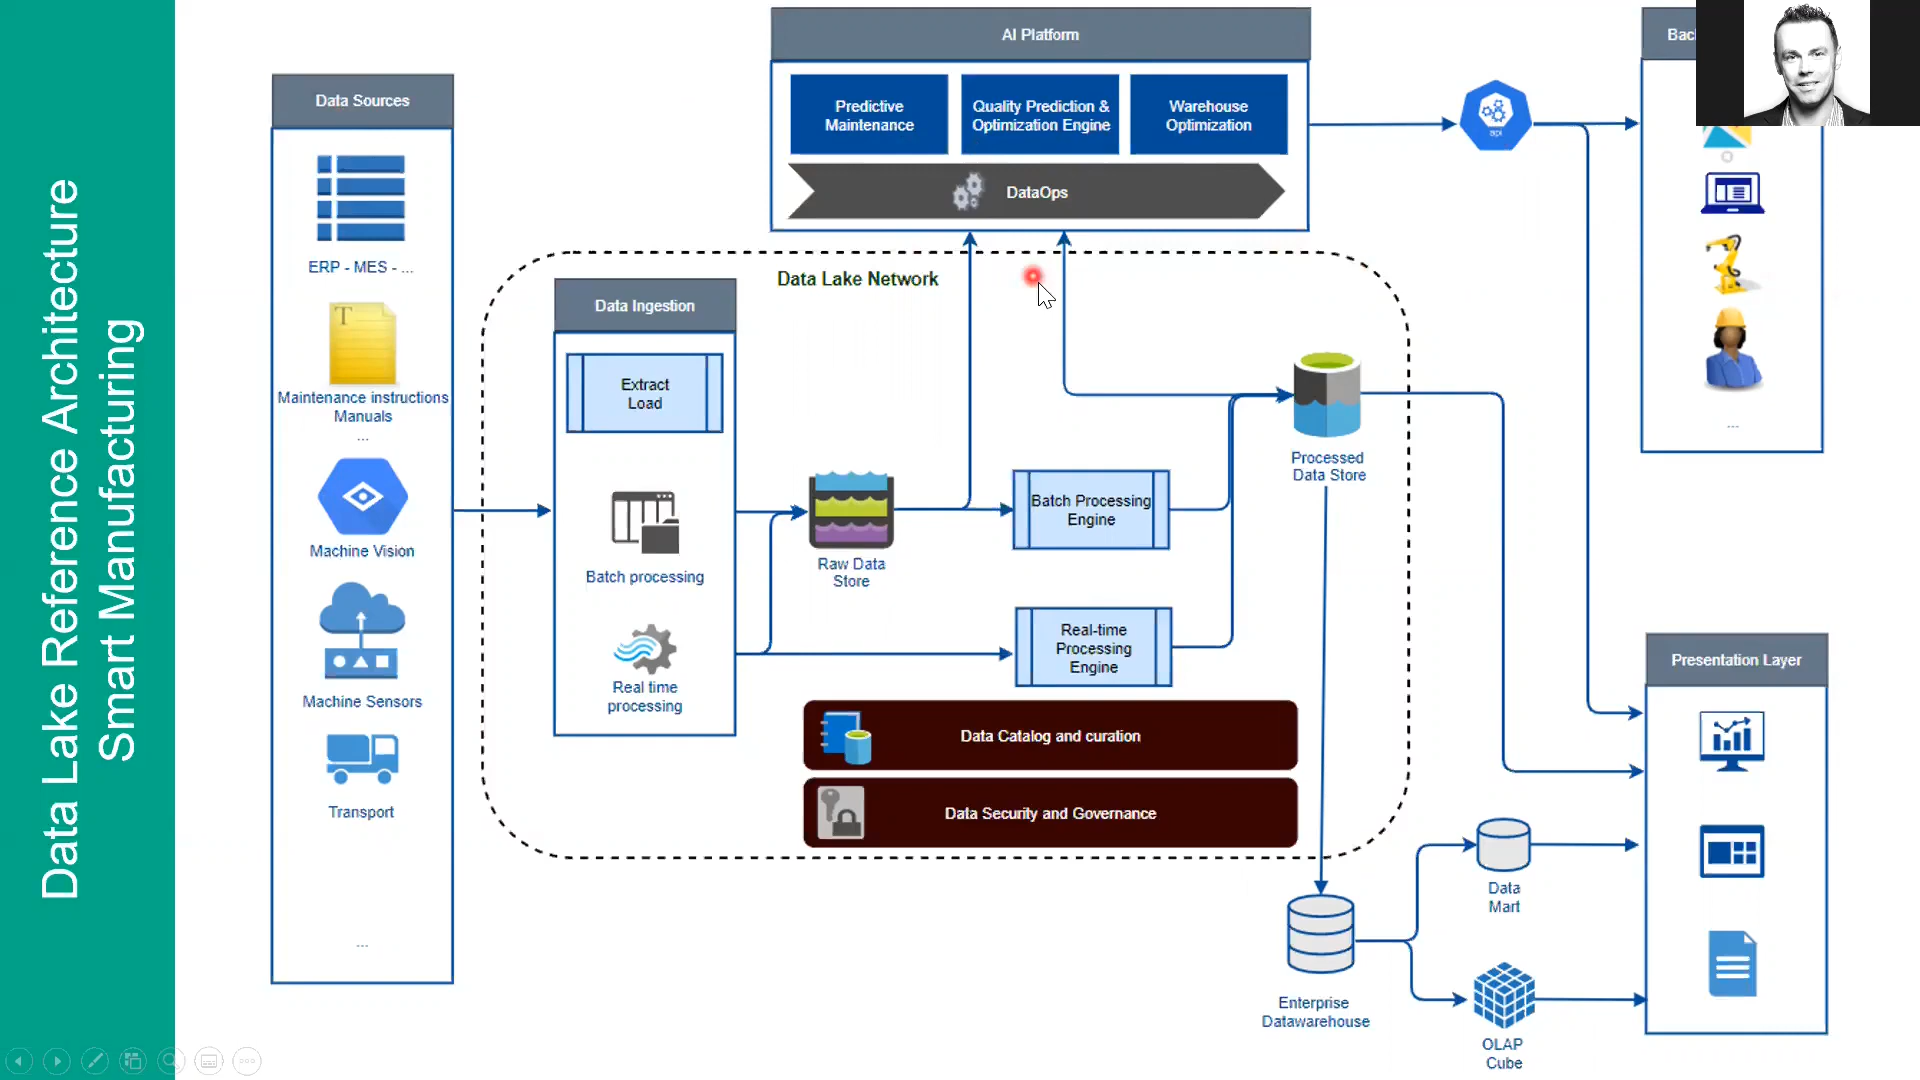 Data Lake Reference Architecture
Smart Manufacturing
Data Sources
ERP - MES - ...
T
Maintenance instructions
Manuals
...
Machine Vision
Machine Sensors
Transport
...
AI Platform
Predictive
Maintenance
Quality Prediction &
Optimization Engine
Warehouse
Optimization
DataOps
api
Data Lake Network
Data Ingestion
Extract
Load
Batch processing
Real time
processing
Raw Data
Store
Batch Processing
Engine
Real-time
Processing
Engine
Processed
Data Store
Data Catalog and curation
Data Security and Governance
Enterprise
Datawarehouse
Data
Mart
OLAP
Cube
...
Presentation Layer